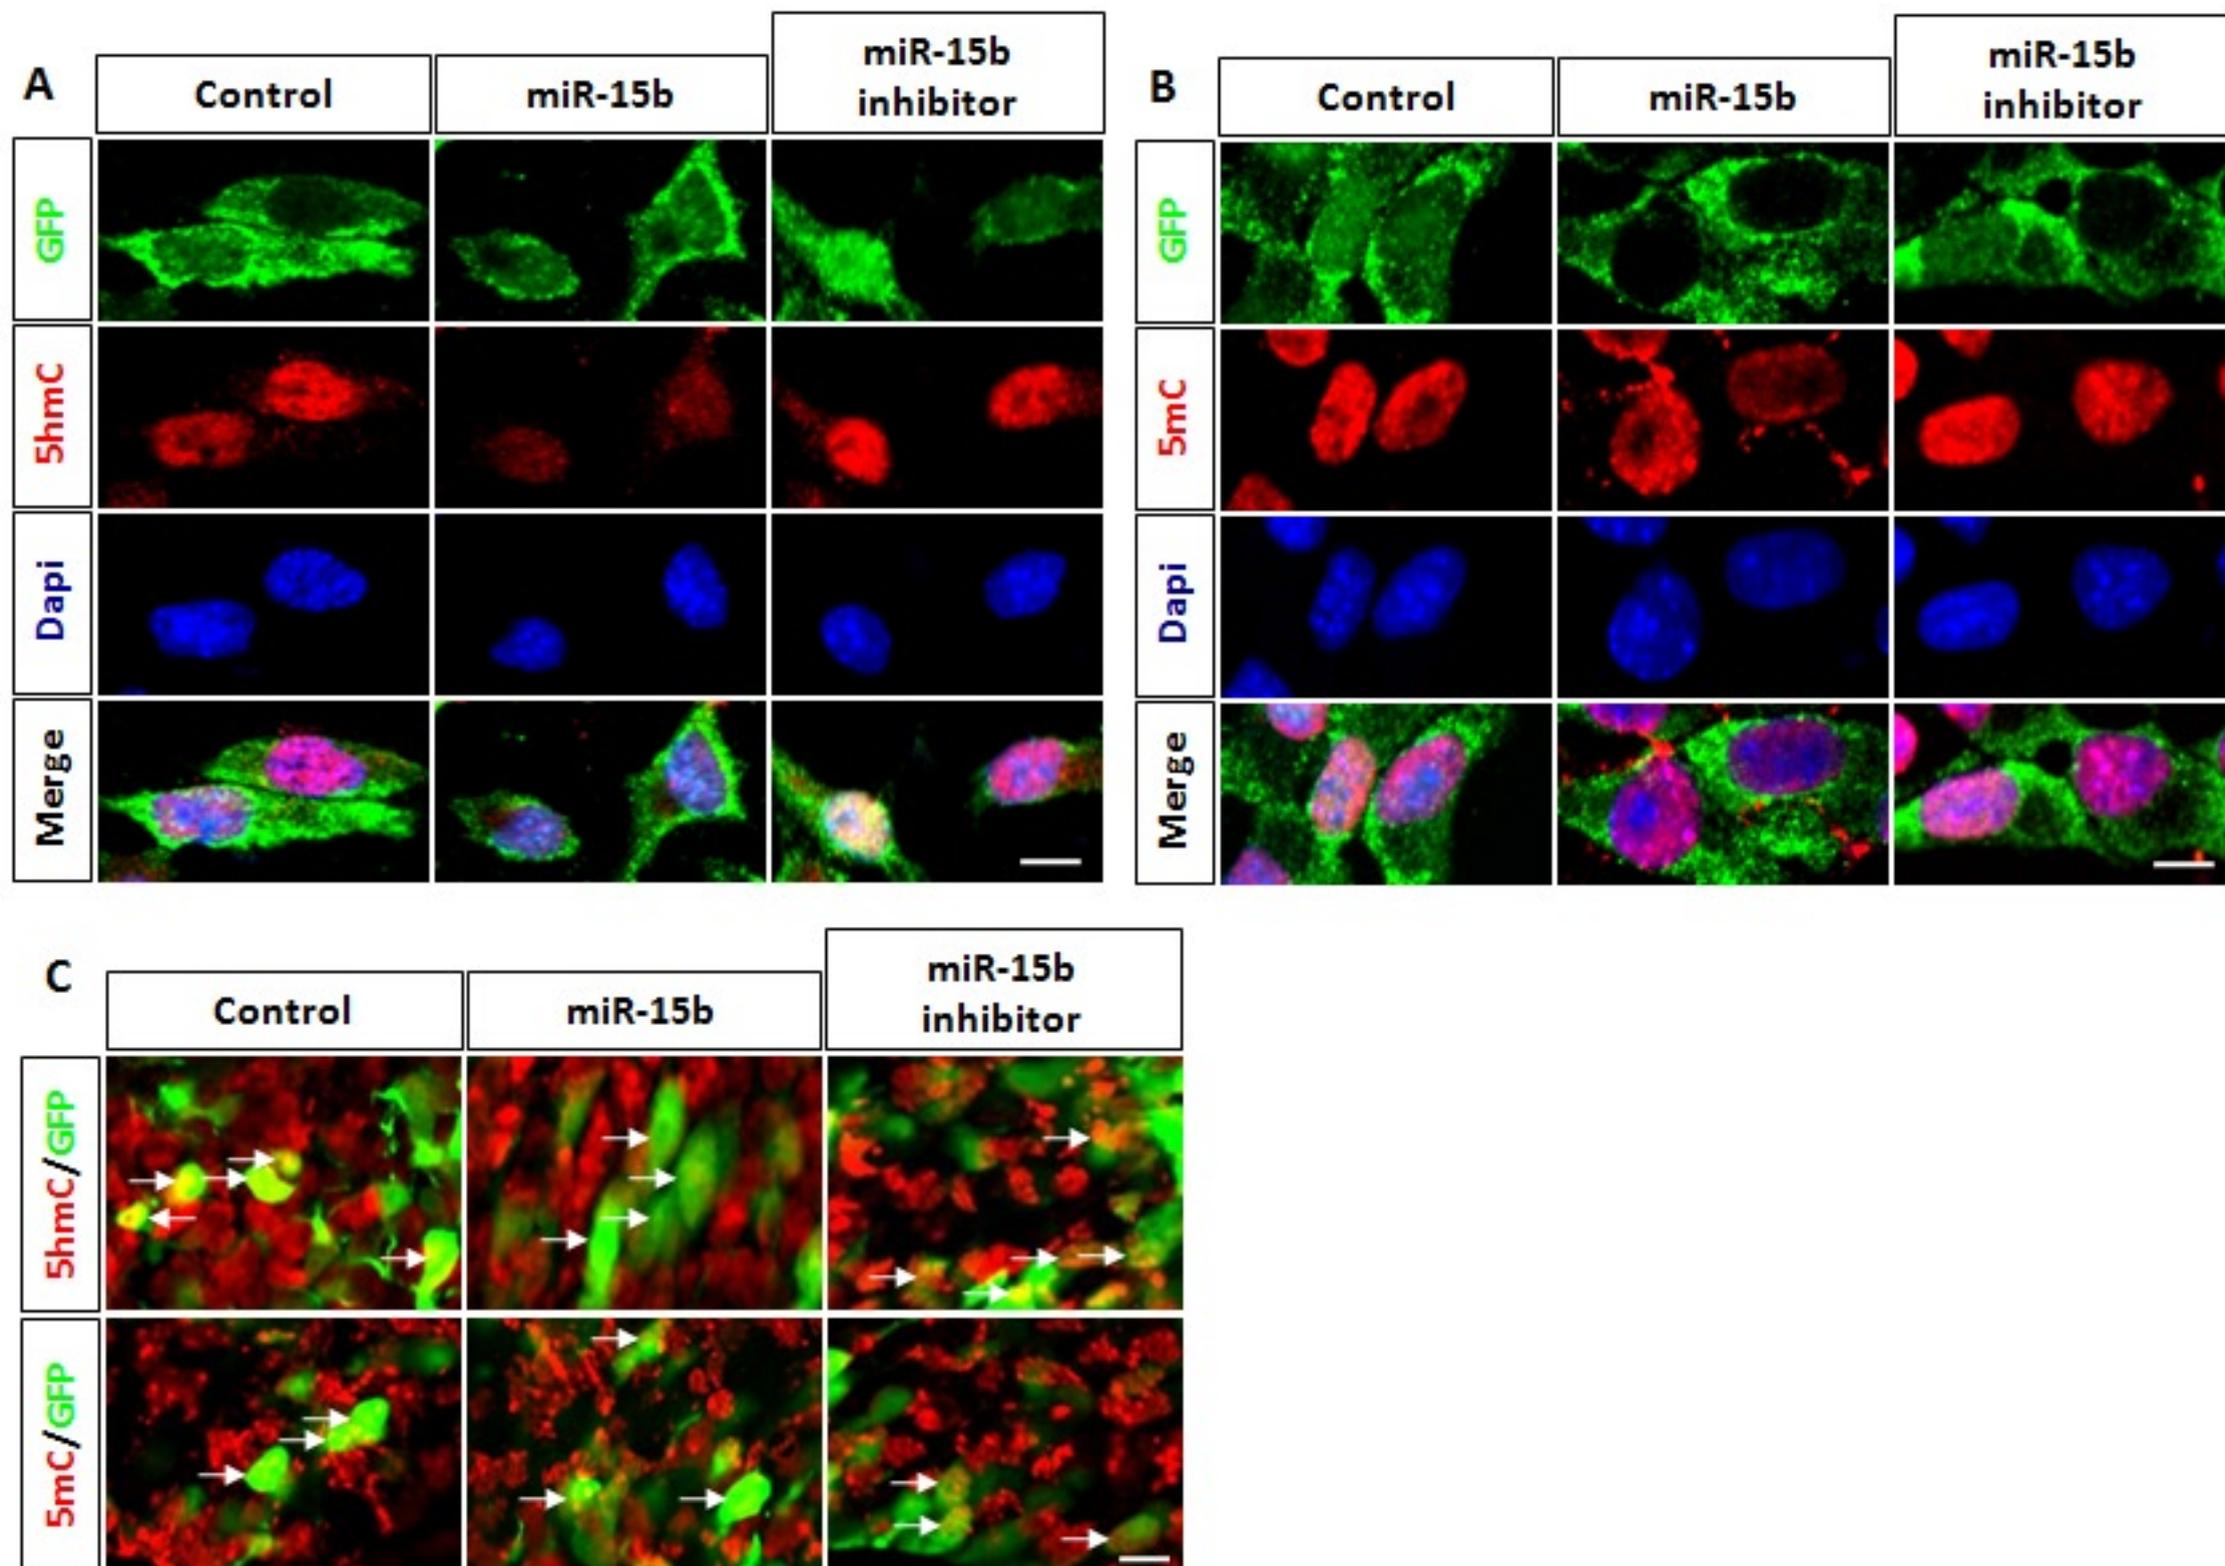 A
Control
miR-15b
miR-15b
inhibitor
GFP
5hmC
Dapi
Merge
B
Control
miR-15b
miR-15b
inhibitor
GFP
5mC
Dapi
Merge
C
Control
miR-15b
miR-15b
inhibitor
5hmC/GFP
5mC/GFP